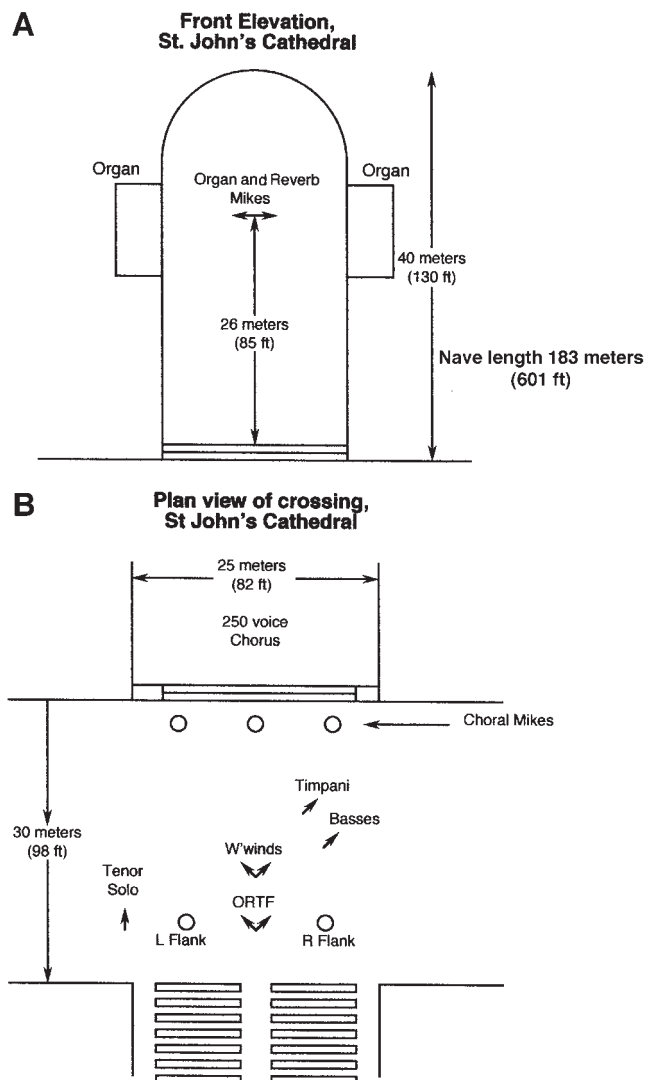 A
Front Elevation,
St. John's Cathedral
Organ
Organ and Reverb
Mikes
Organ
40 meters
(130 ft)
26 meters
(85 ft)
Nave length 183 meters
(601 ft)
B
Plan view of crossing,
St John's Cathedral
25 meters
(82 ft)
250 voice
Chorus
Choral Mikes
Timpani
Basses
30 meters
(98 ft)
W'winds
Tenor
Solo
ORTF
L Flank
R Flank